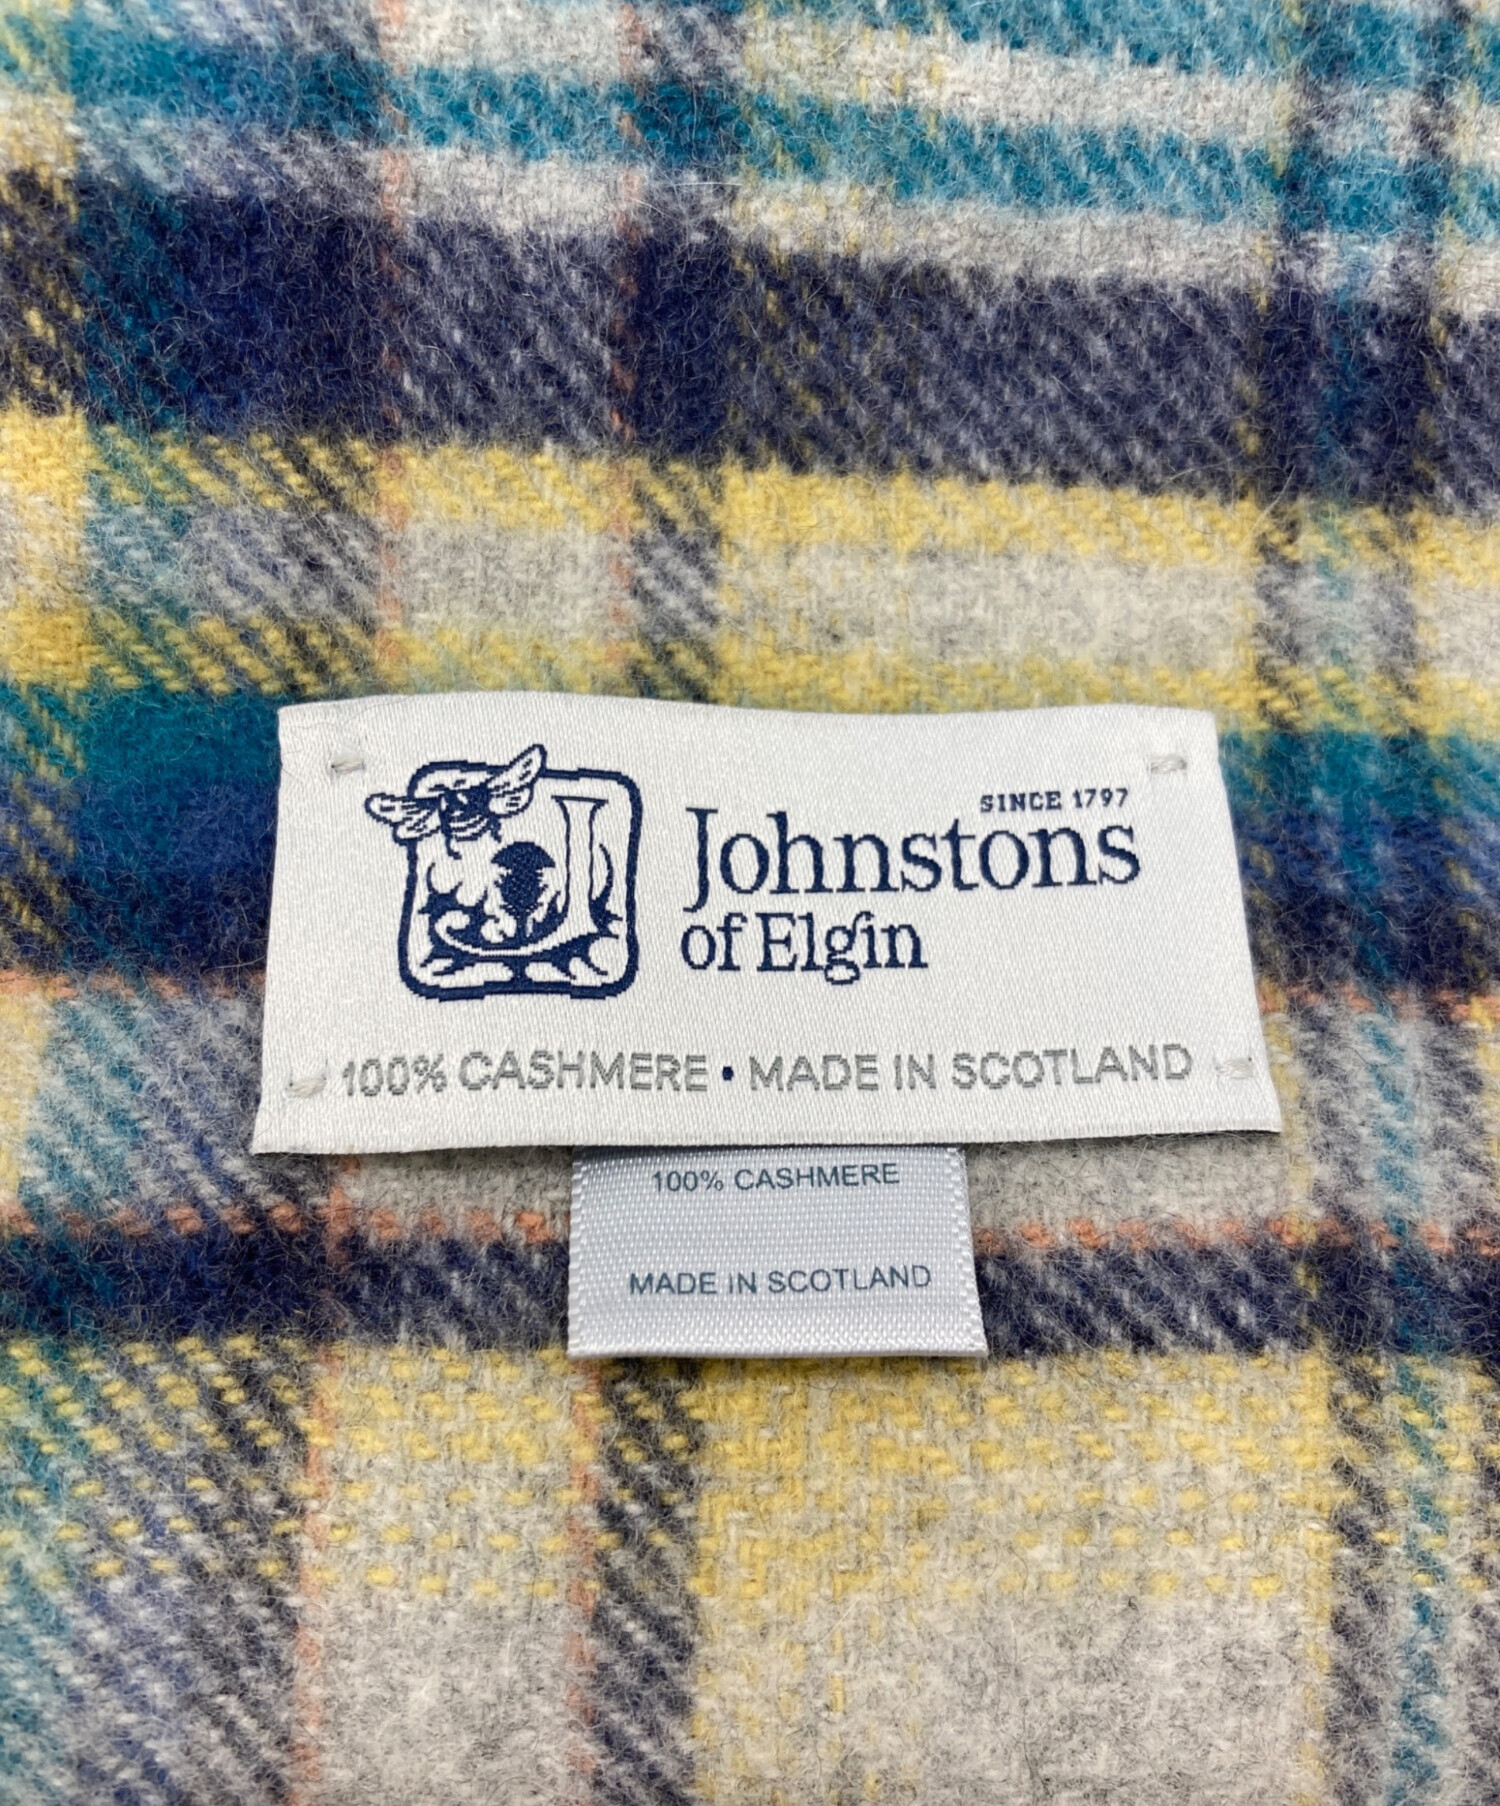 SINCE 1797
Johnstons
of Elgin
100% CASHMERE • MADE IN SCOTLAND
100% CASHMERE
MADE IN SCOTLAND